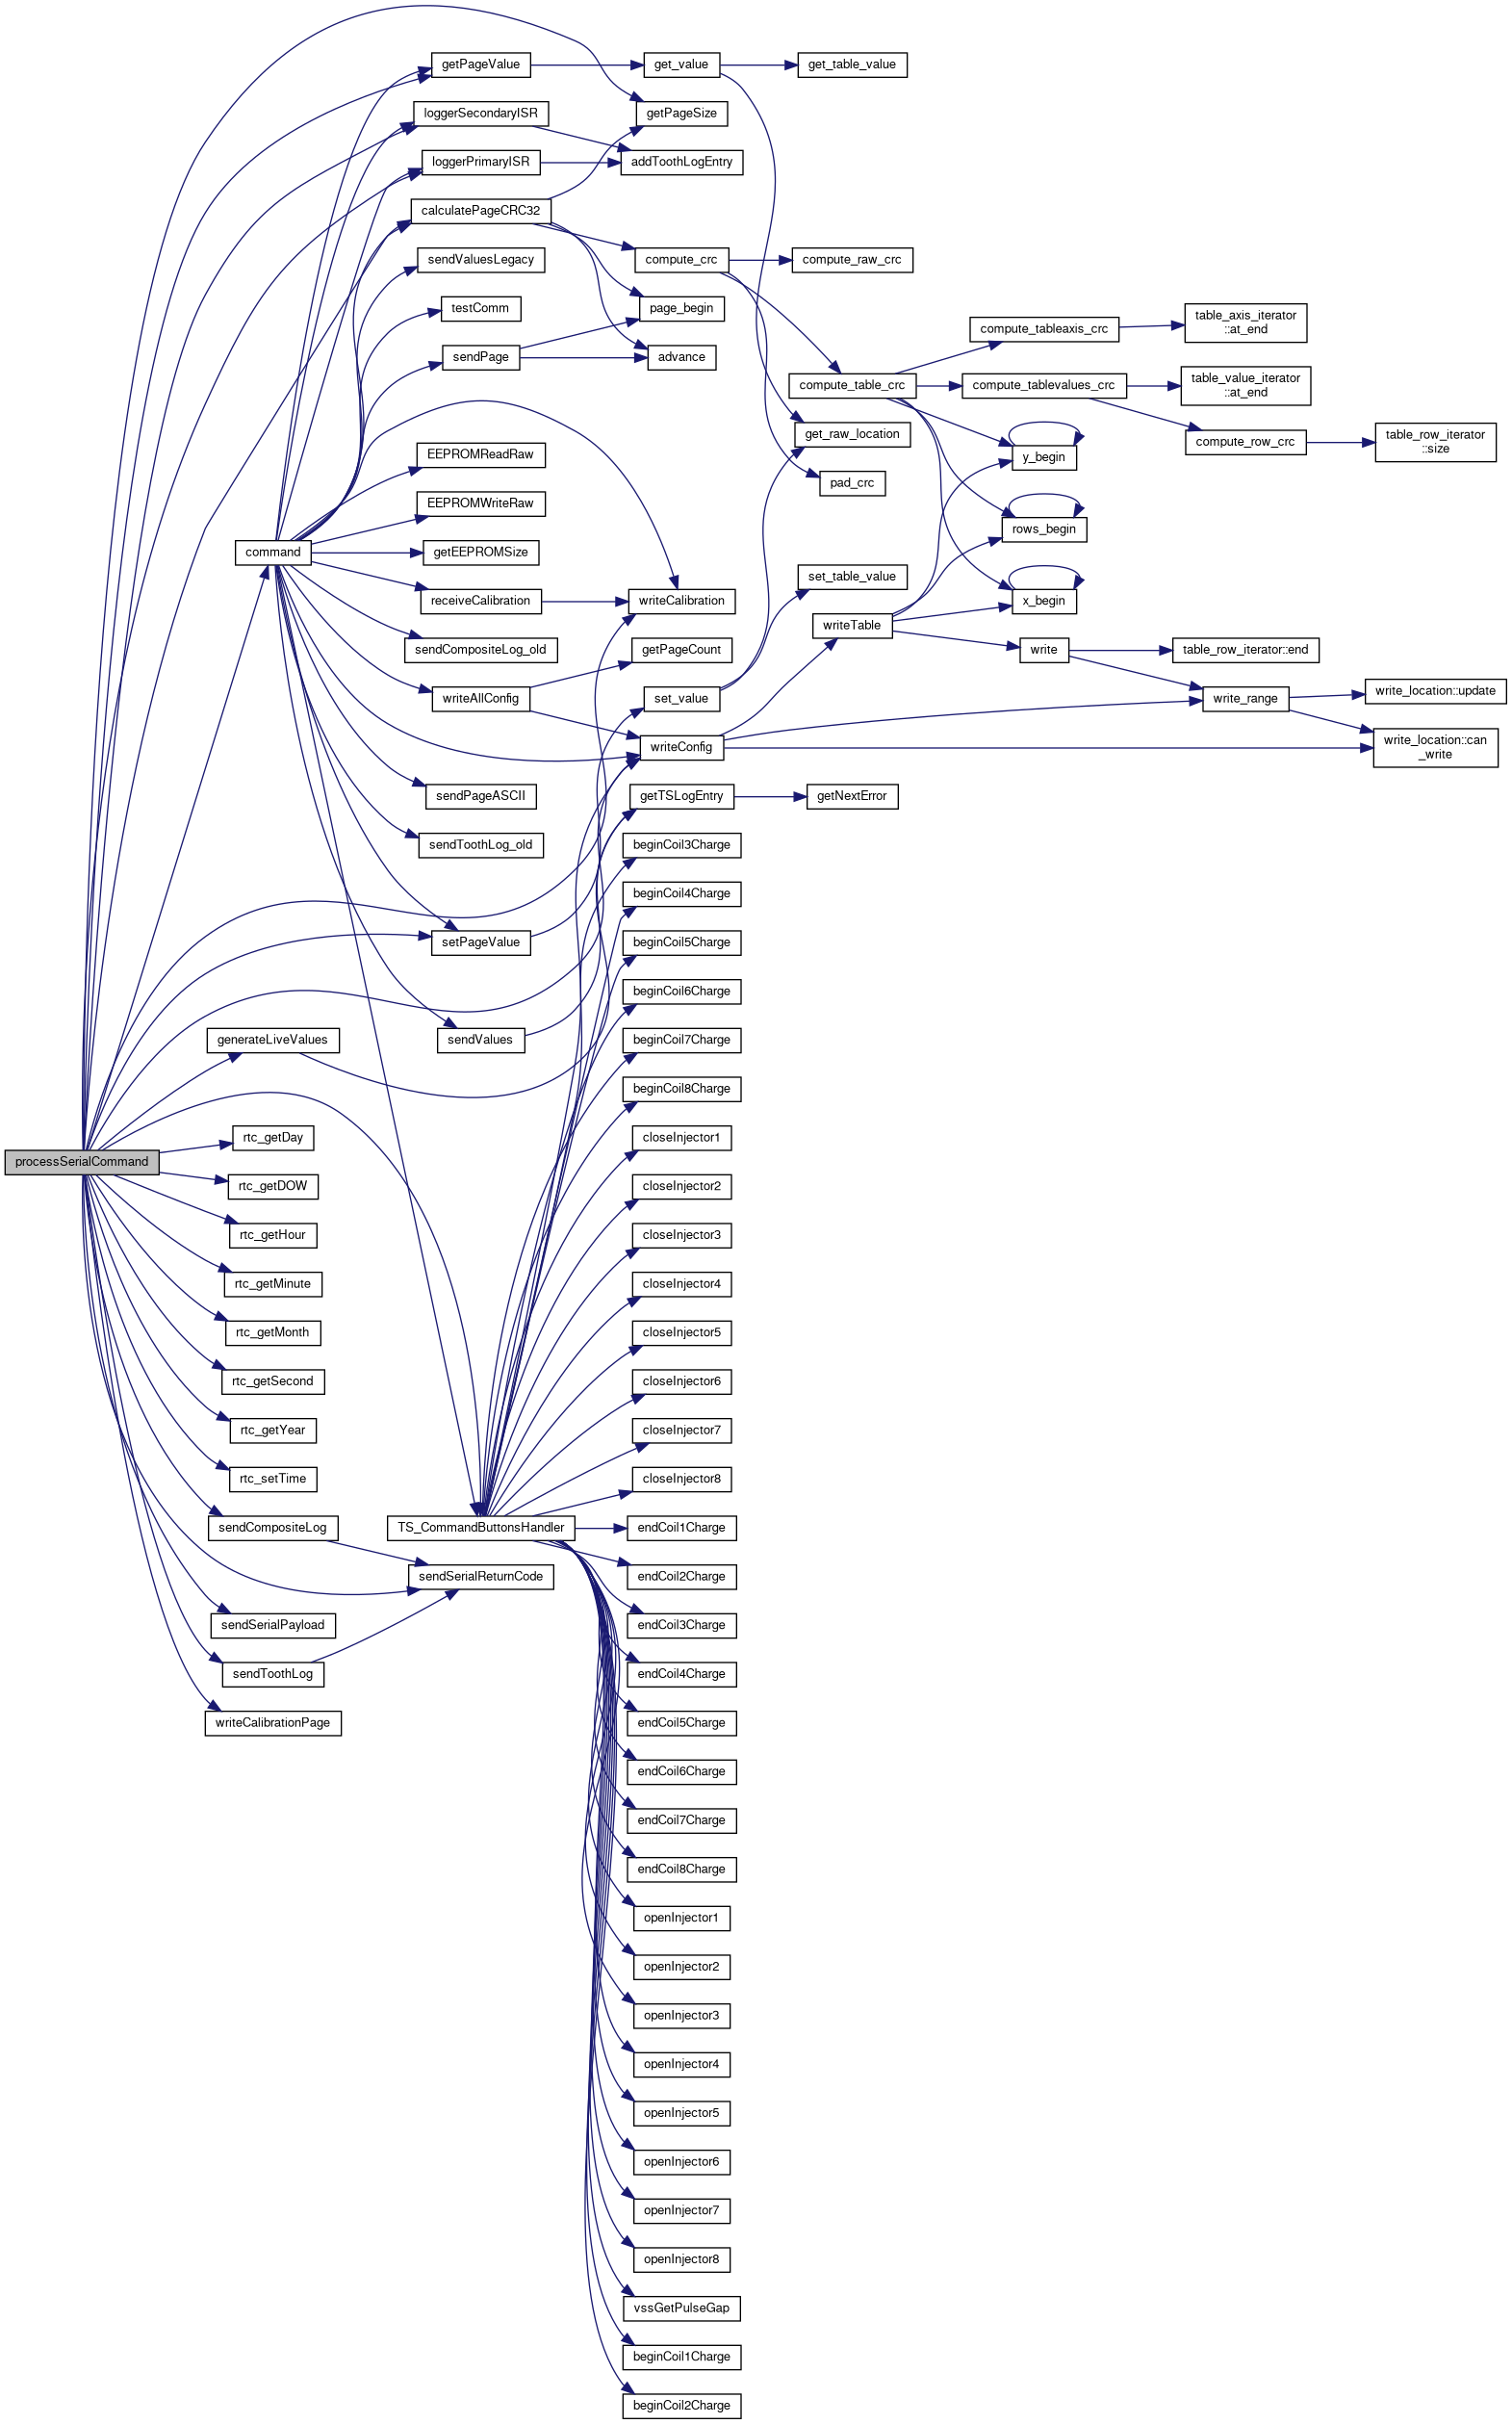 getPageValue
get_value
get_table_value
loggerSecondaryISR
getPageSize
loggerPrimaryISR
addToothLogEntry
calculatePageCRC32
sendValuesLegacy
compute_crc
compute_raw_crc
testComm
page_begin
compute_tableaxis_crc
table_axis_iterator
::at_end
sendPage
advance
compute_table_crc
compute_tablevalues_crc
table_value_iterator
::at_end
get_raw_location
compute_row_crc
table_row_iterator
::size
EEPROMReadRaw
y_begin
pad_crc
EEPROMWriteRaw
rows_begin
command
getEEPROMSize
set_table_value
receiveCalibration
writeCalibration
x_begin
writeTable
sendCompositeLog_old
getPageCount
write
table_row_iterator::end
writeAllConfig
set_value
write_range
write_location::update
writeConfig
write_location::can
_write
sendPageASCII
getTSLogEntry
getNextError
sendToothLog_old
beginCoil3Charge
beginCoil4Charge
setPageValue
beginCoil5Charge
beginCoil6Charge
generateLiveValues
sendValues
beginCoil7Charge
beginCoil8Charge
rtc_getDay
closeInjector1
processSerialCommand
rtc_getDOW
closeInjector2
rtc_getHour
closeInjector3
rtc_getMinute
closeInjector4
rtc_getMonth
closeInjector5
rtc_getSecond
closeInjector6
rtc_getYear
closeInjector7
rtc_setTime
closeInjector8
sendCompositeLog
TS_CommandButtonsHandler
endCoil1Charge
sendSerialReturnCode
endCoil2Charge
sendSerialPayload
endCoil3Charge
sendToothLog
endCoil4Charge
writeCalibrationPage
endCoil5Charge
endCoil6Charge
endCoil7Charge
endCoil8Charge
openInjector1
openInjector2
openInjector3
openInjector4
openInjector5
openInjector6
openInjector7
openInjector8
vssGetPulseGap
beginCoil1Charge
beginCoil2Charge